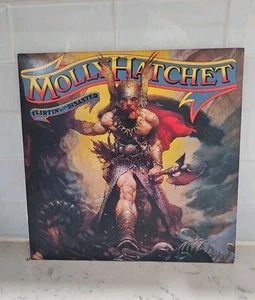 MOLLY HATCHET
FLIRTIN' WITH DISASTER